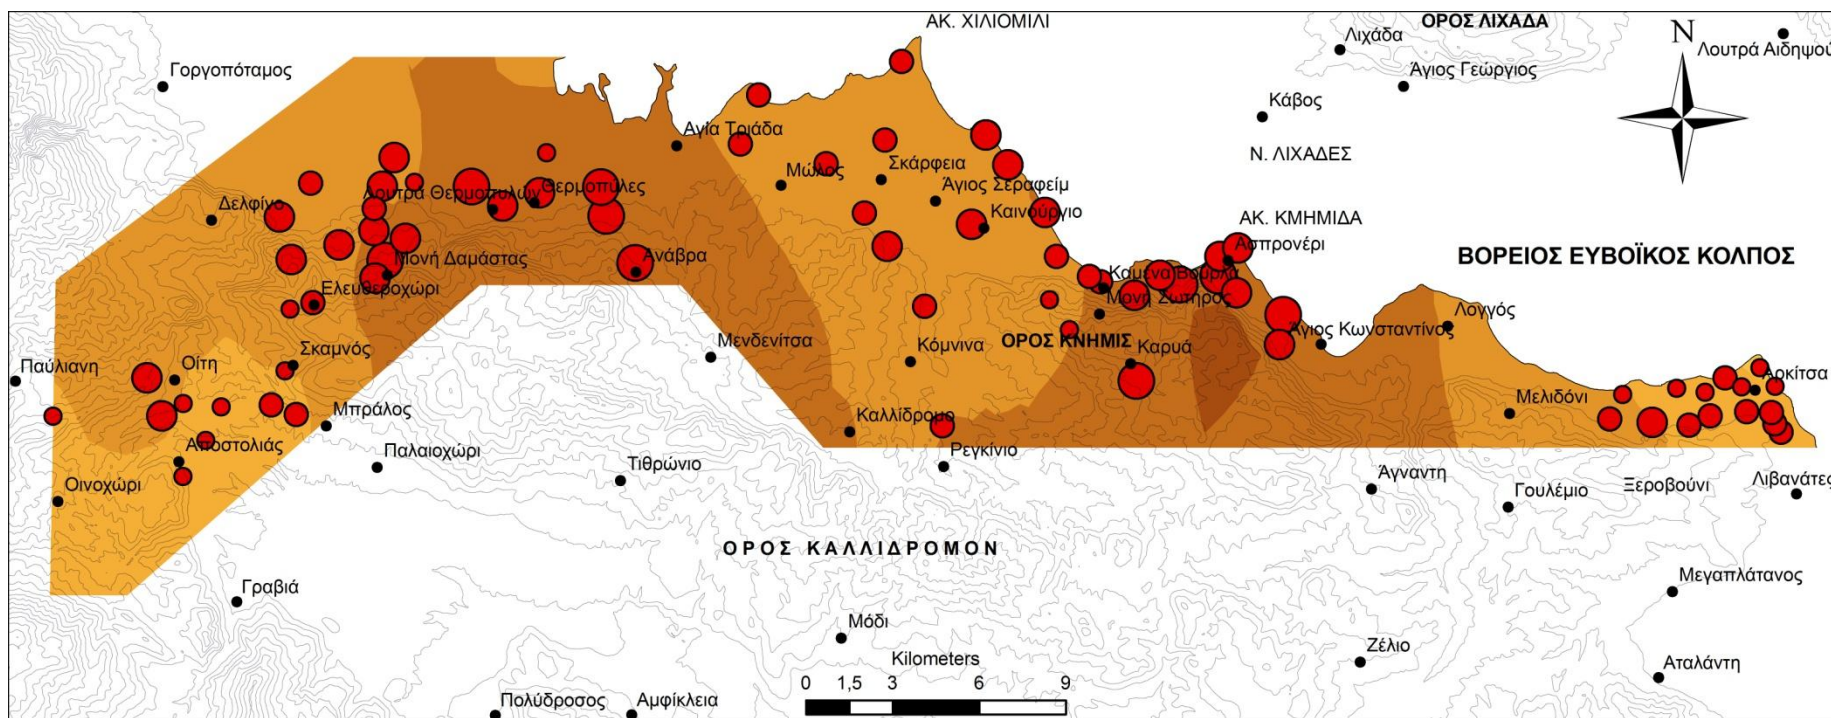 ΑΚ. ΧΙΛΙΟΜΙΛΙ
ΟΡΟΣ ΛΙΧΑΔΑ
Λιχάδα
Λουτρά Αιδηψού
N
Γοργοπόταμος
Άγιος Γεώργιος
Κάβος
Αγία Τριάδα
Ν. ΛΙΧΑΔΕΣ
Σκάρφεια
Μώλος
Άγιος Σεραφείμ
Λουτρά Θερμοπυλών
Θερμοπύλες
Δελφίνο
Καινούργιο
ΑΚ. ΚΜΗΜΙΔΑ
Ασπρονέρι
ΒΟΡΕΙΟΣ ΕΥΒΟΪΚΟΣ ΚΟΛΠΟΣ
Μονή Δαμάστας
Ανάβρα
Καμένα Βούρλα
Ελευθεροχώρι
Μονή Σωτήρος
Λογγός
Άγιος Κωνσταντίνος
ΟΡΟΣ ΚΝΗΜΙΣ
Μενδενίτσα
Κόμνινα
Καρυά
Σκαμνός
Παύλιανη
Οίτη
Αρκίτσα
Μελιδόνι
Μπράλος
Καλλίδρομο
Αποστολιάς
Παλαιοχώρι
Τιθρώνιο
Ρεγκίνιο
Άγναντη
Γουλέμιο
Ξεροβούνι
Λιβανάτες
Οινοχώρι
ΟΡΟΣ ΚΑΛΛΙΔΡΟΜΟΝ
Γραβιά
Μεγαπλάτανος
Μόδι
Ζέλιο
Αταλάντη
Kilometers
0 1,5 3 6 9
Πολύδροσος
Αμφίκλεια